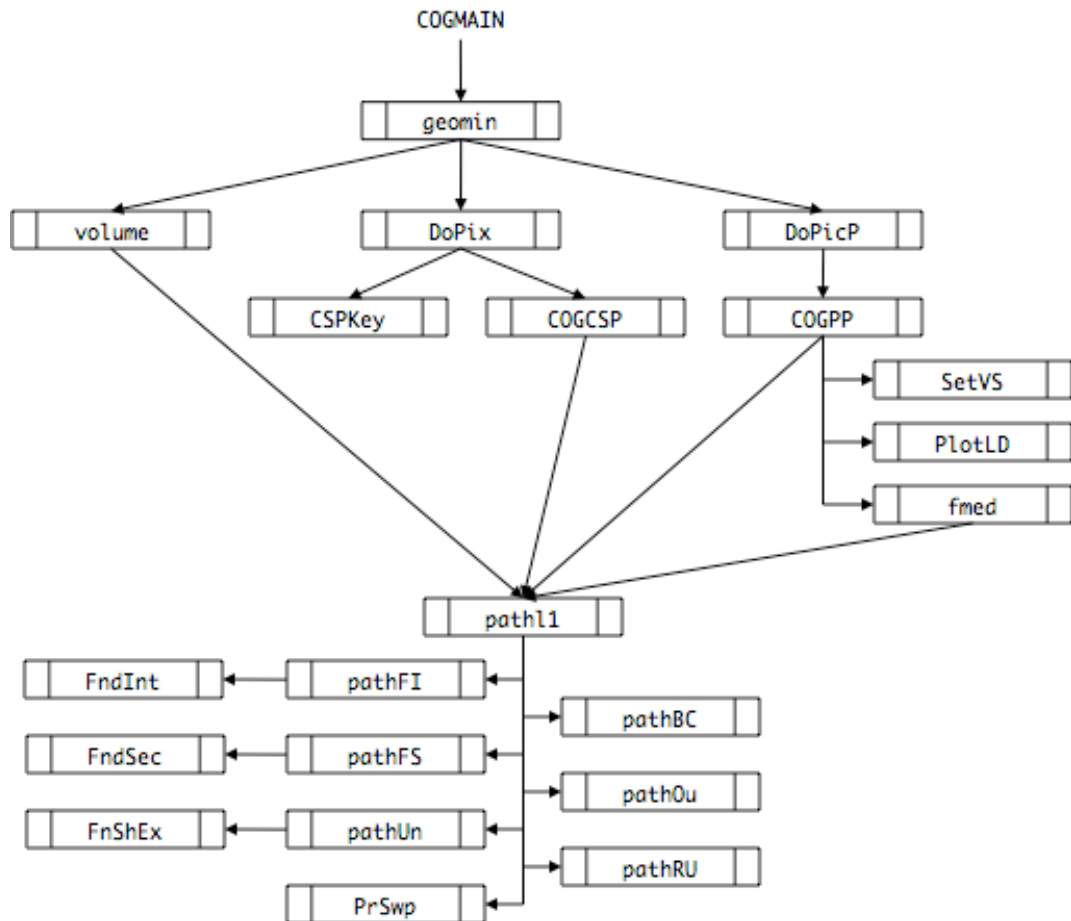 COGMAIN
geomin
volume
DoPix
DoPicP
CSPKey
COGCSP
COGPP
SetVS
PlotLD
fmed
pathl1
FndInt
pathFI
pathBC
FndSec
pathFS
pathOu
FnShEx
pathUn
pathRU
PrSwp